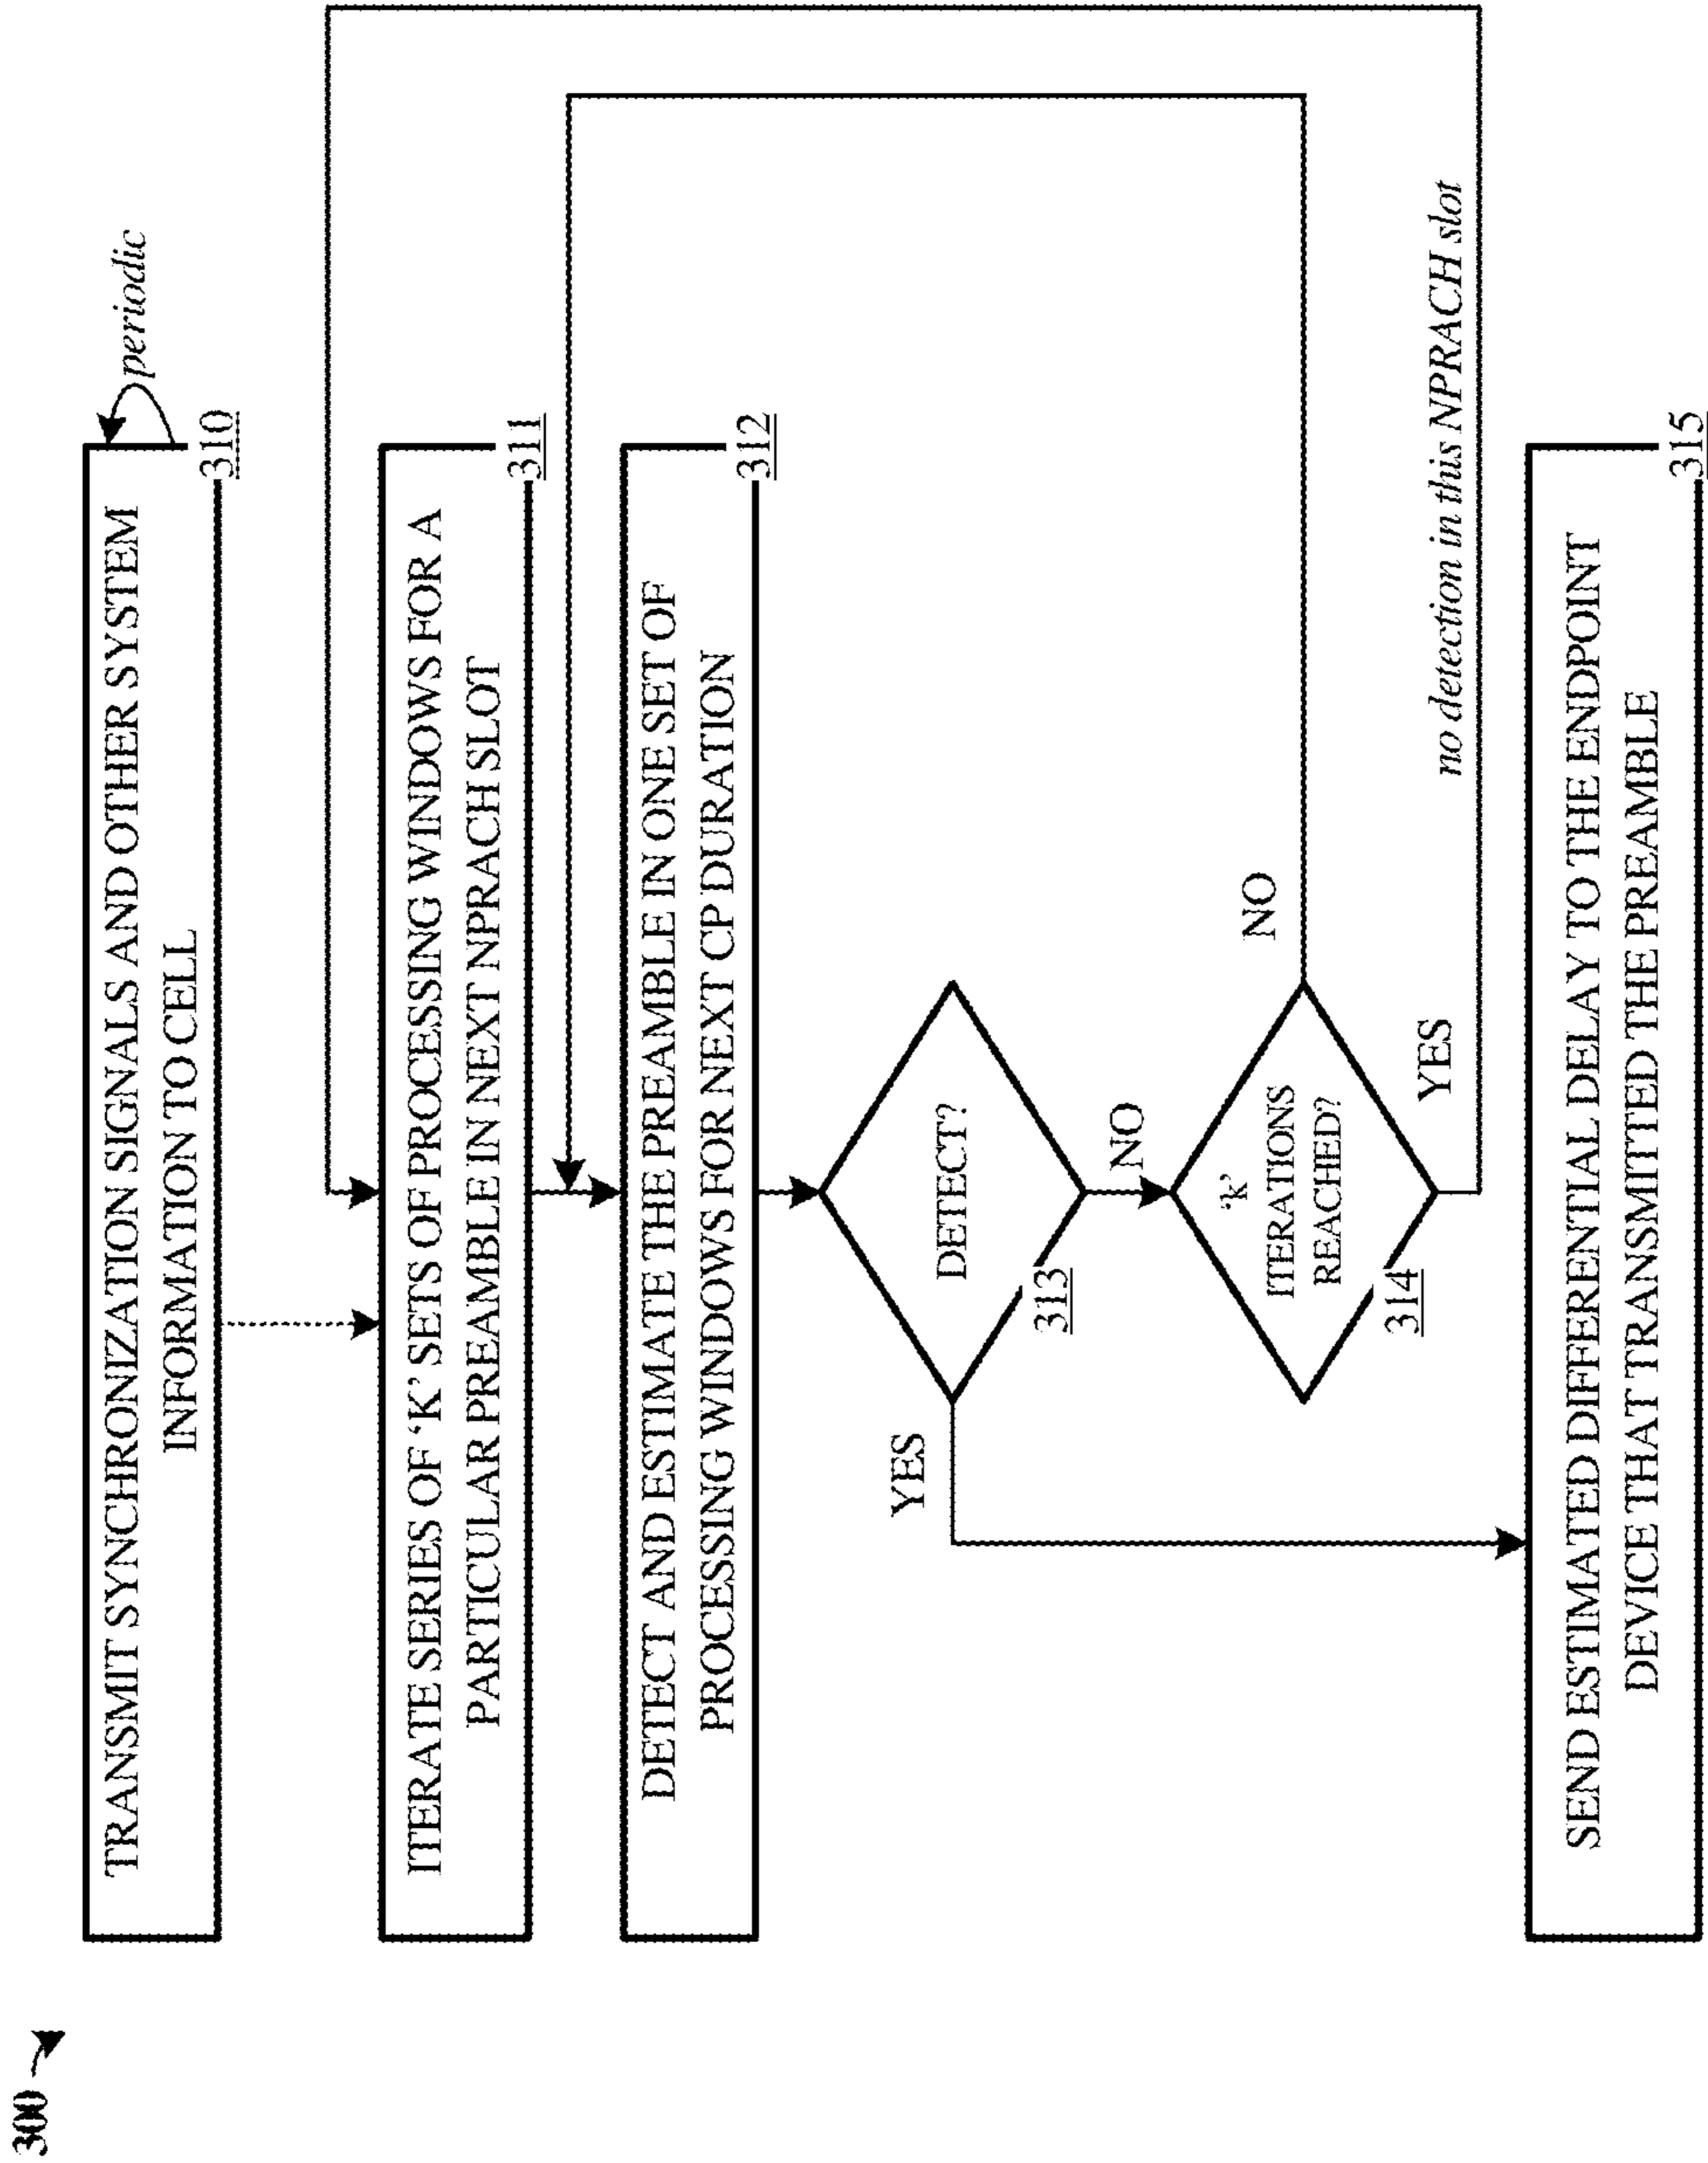 300
periodic
TRANSMIT SYNCHRONIZATION SIGNALS AND OTHER SYSTEM
INFORMATION TO CELL
310
ITERATE SERIES OF ‘K’ SETS OF PROCESSING WINDOWS FOR A
PARTICULAR PREAMBLE IN NEXT NPRACH SLOT
311
DETECT AND ESTIMATE THE PREAMBLE IN ONE SET OF
PROCESSING WINDOWS FOR NEXT CP DURATION
312
DETECT?
313
YES
NO
‘k’
ITERATIONS
REACHED?
314
NO
YES
no detection in this NPRACH slot
SEND ESTIMATED DIFFERENTIAL DELAY TO THE ENDPOINT
DEVICE THAT TRANSMITTED THE PREAMBLE
315